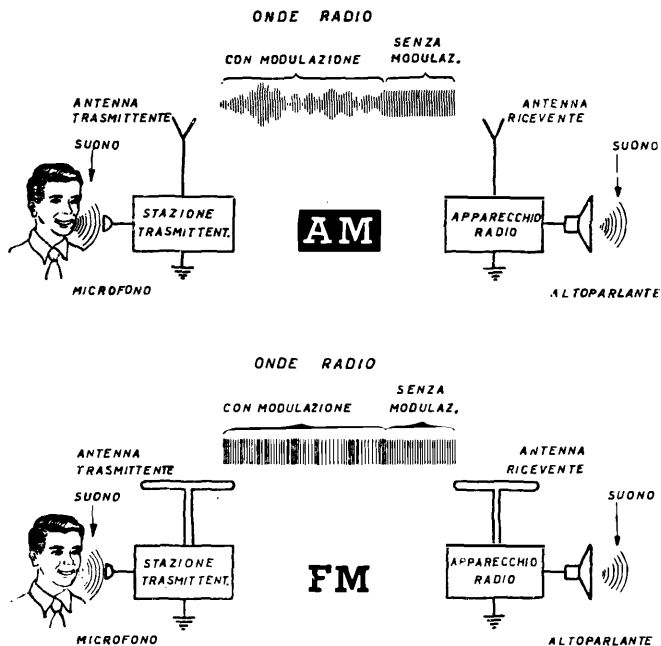 ONDE RADIO
CON MODULAZIONE
SENZA
MODULAZ.
ANTENNA
TRASMITTENTE
ANTENNA
RICEVENTE
SUONO
SUONO
STAZIONE
TRASMITTENT.
AM
APPARECCHIO
RADIO
MICROFONO
ALTOPARLANTE
ONDE RADIO
CON MODULAZIONE
SENZA
MODULAZ.
ANTENNA
TRASMITTENTE
ANTENNA
RICEVENTE
SUONO
SUONO
STAZIONE
TRASMITTENT.
FM
APPARECCHIO
RADIO
MICROFONO
ALTOPARLANTE